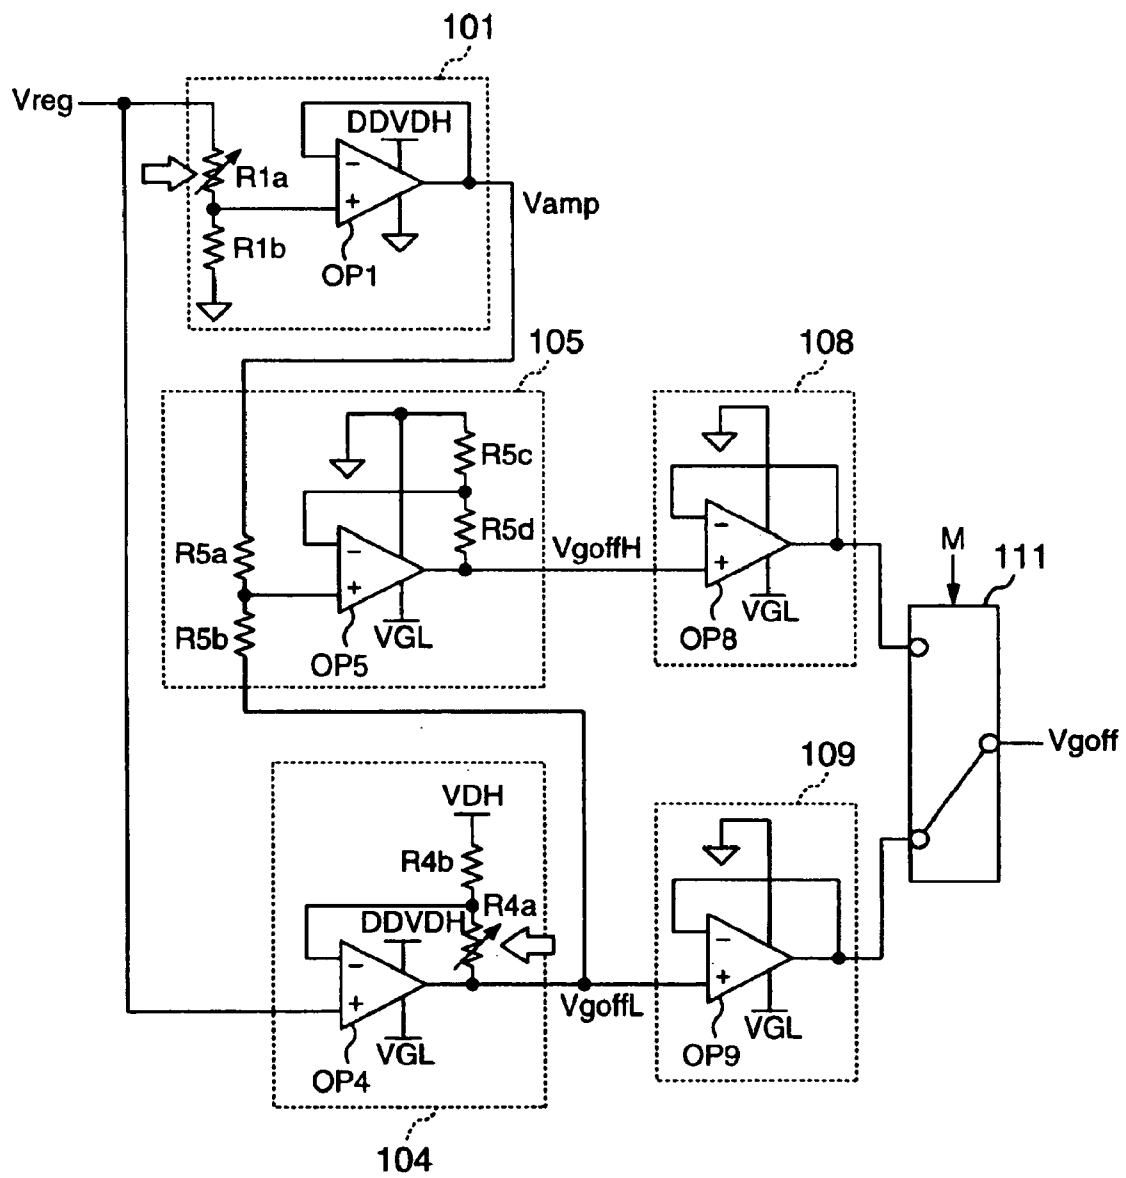 101
Vreg
DDVDH
−
+
R1a
R1b
OP1
Vamp
105
108
R5c
R5d
R5a
R5b
−
+
VGL
OP5
VgoffH
−
+
VGL
OP8
M
111
Vgoff
109
VDH
R4b
R4a
DDVDH
−
+
VGL
OP4
VgoffL
−
+
VGL
OP9
104